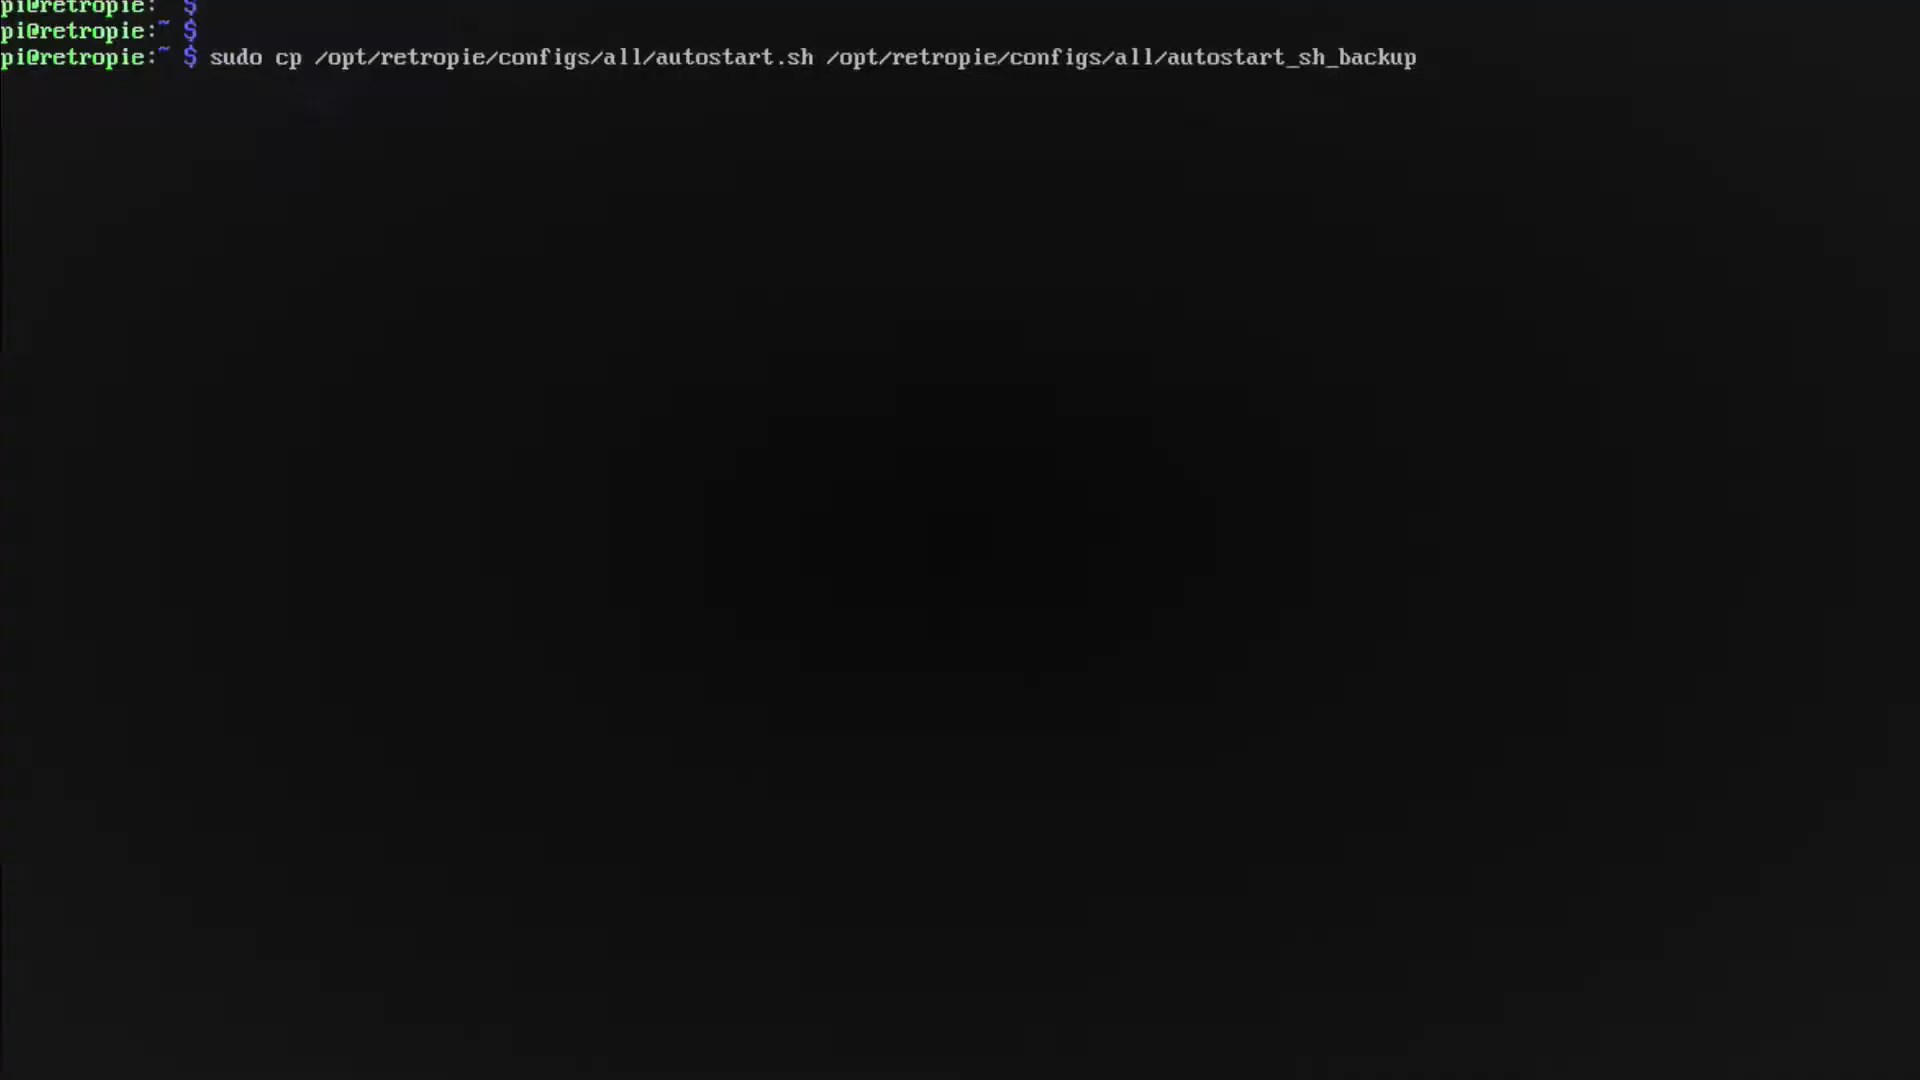 pi@retropie:~ $
pi@retropie:~ $
pi@retropie:~ $ sudo cp /opt/retropie/configs/all/autostart.sh /opt/retropie/configs/all/autostart_sh_backup